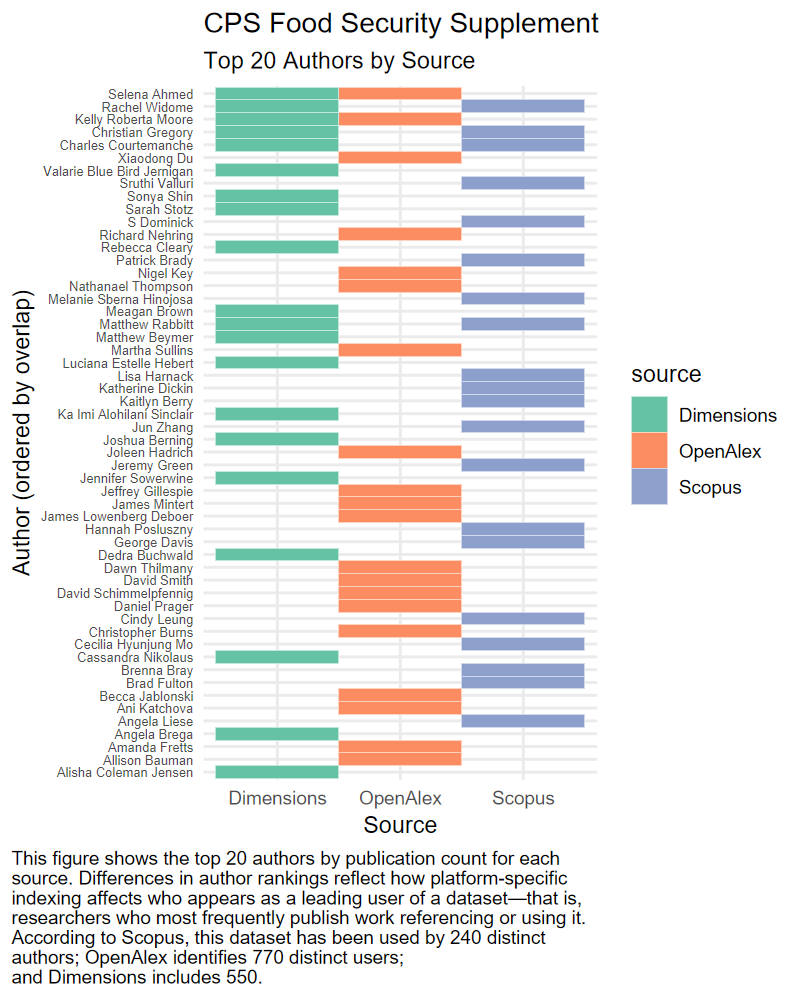 CPS Food Security Supplement
Top 20 Authors by Source
Author (ordered by overlap)
Selena Ahmed
Rachel Widome
Kelly Roberta Moore
Christian Gregory
Charles Courtemanche
Xiaodong Du
Valarie Blue Bird Jernigan
Sruthi Valluri
Sonya Shin
Sarah Stotz
S Dominick
Richard Nehring
Rebecca Cleary
Patrick Brady
Nigel Key
Nathanael Thompson
Melanie Sberna Hinojosa
Meagan Brown
Matthew Rabbitt
Matthew Beymer
Martha Sullins
Luciana Estelle Hebert
Lisa Harnack
Katherine Dickin
Kaitlyn Berry
Ka Imi Alohilani Sinclair
Jun Zhang
Joshua Berning
Joleen Hadrich
Jeremy Green
Jennifer Sowerwine
Jeffrey Gillespie
James Mintert
James Lowenberg Deboer
Hannah Posluszny
George Davis
Dedra Buchwald
Dawn Thilmany
David Smith
David Schimmelpfennig
Daniel Prager
Cindy Leung
Christopher Burns
Cecilia Hyunjung Mo
Cassandra Nikolaus
Brenna Bray
Brad Fulton
Becca Jablonski
Ani Katchova
Angela Liese
Angela Brega
Amanda Fretts
Allison Bauman
Alisha Coleman Jensen
Dimensions OpenAlex Scopus
Source
source
Dimensions
OpenAlex
Scopus
This figure shows the top 20 authors by publication count for each
source. Differences in author rankings reflect how platform-specific
indexing affects who appears as a leading user of a dataset—that is,
researchers who most frequently publish work referencing or using it.
According to Scopus, this dataset has been used by 240 distinct
authors; OpenAlex identifies 770 distinct users;
and Dimensions includes 550.